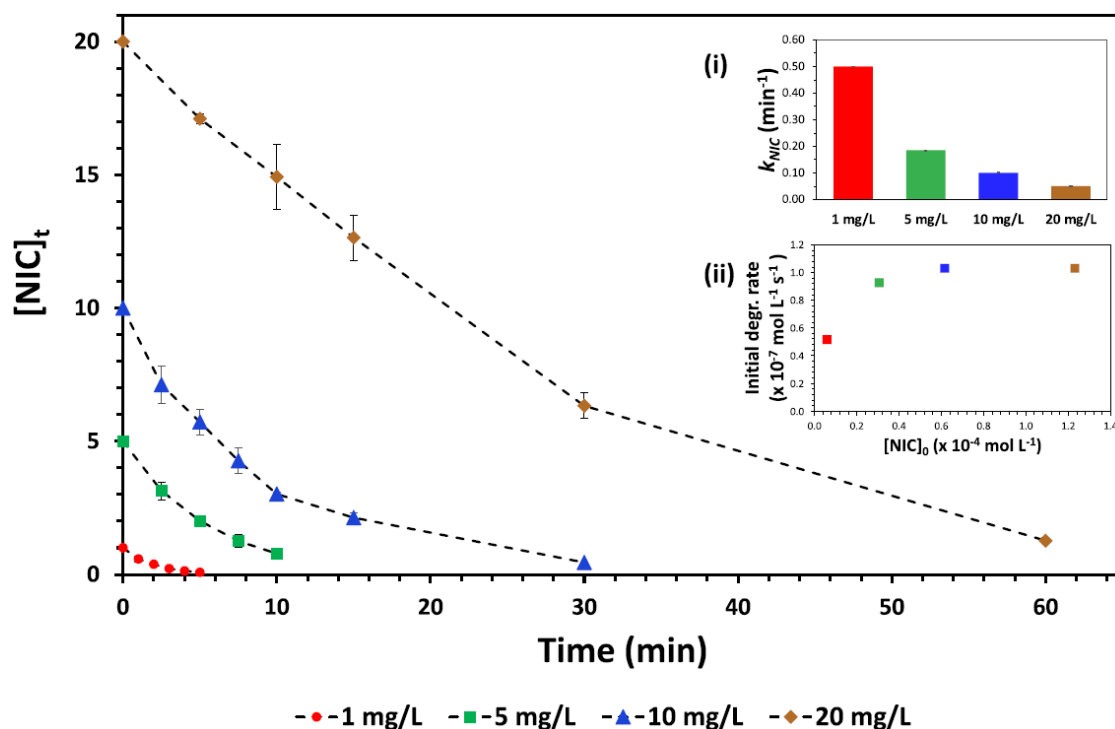 [NIC]t
20
15
10
5
0
0
10
20
30
40
50
60
Time (min)
(i)
kNIC (min-1)
0.60
0.50
0.40
0.30
0.20
0.10
0.00
1 mg/L
5 mg/L
10 mg/L
20 mg/L
(ii)
Initial degr. rate
(x 10-7 mol L-1 s-1)
1.2
1.0
0.8
0.6
0.4
0.2
0.0
0.0
0.2
0.4
0.6
0.8
1.0
1.2
1.4
[NIC]0 (x 10-4 mol L-1)
1 mg/L
5 mg/L
10 mg/L
20 mg/L